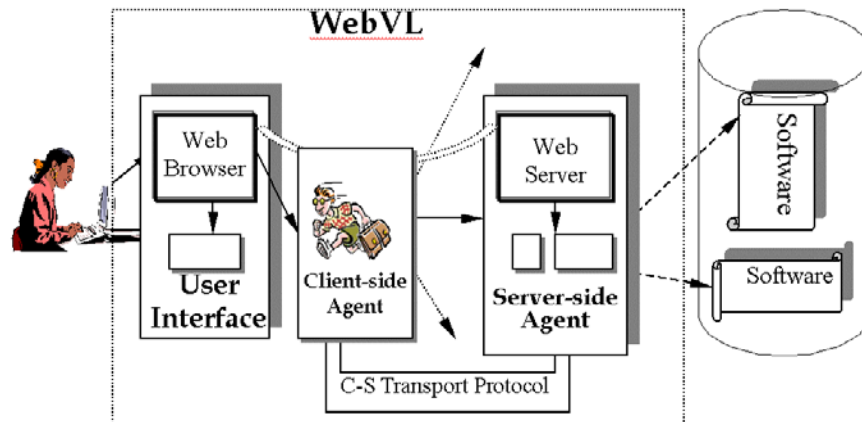 WebVL
Web
Browser
User
Interface
Client-side
Agent
Web
Server
Server-side
Agent
C-S Transport Protocol
Software
Software